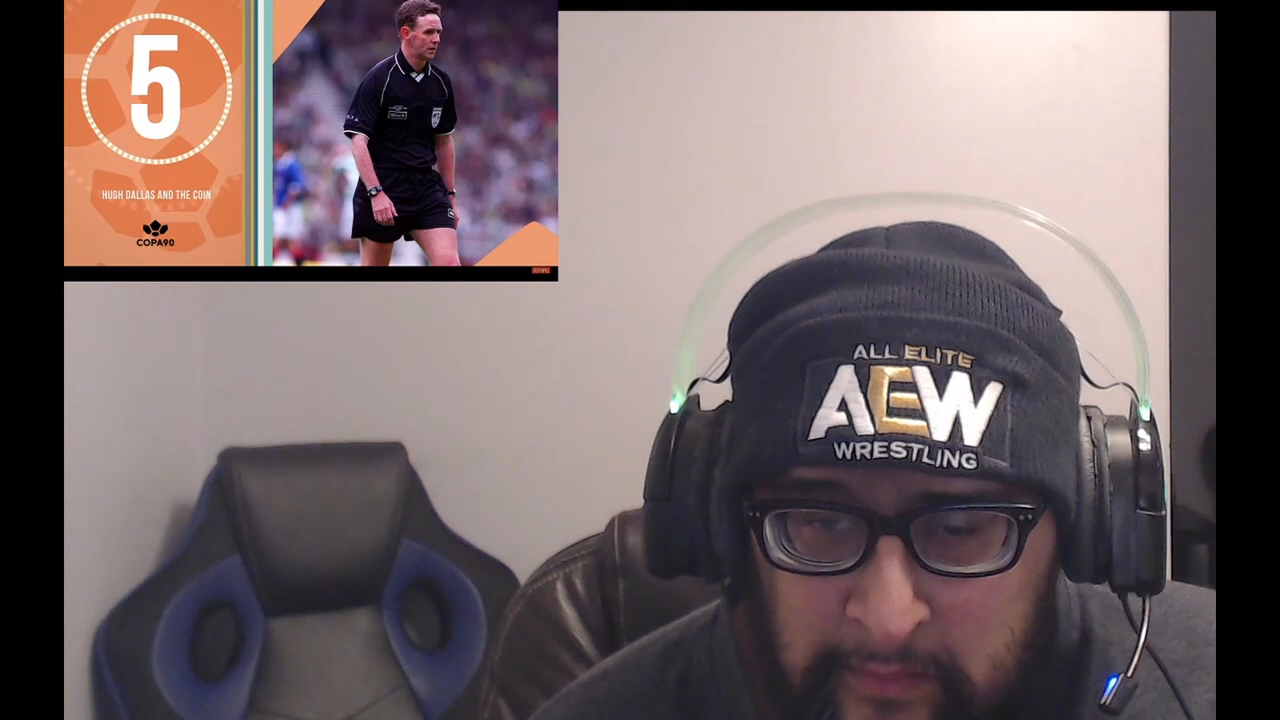 5
HUGH DALLAS AND THE COIN
COPA90
ALL ELITE
AEW
WRESTLING